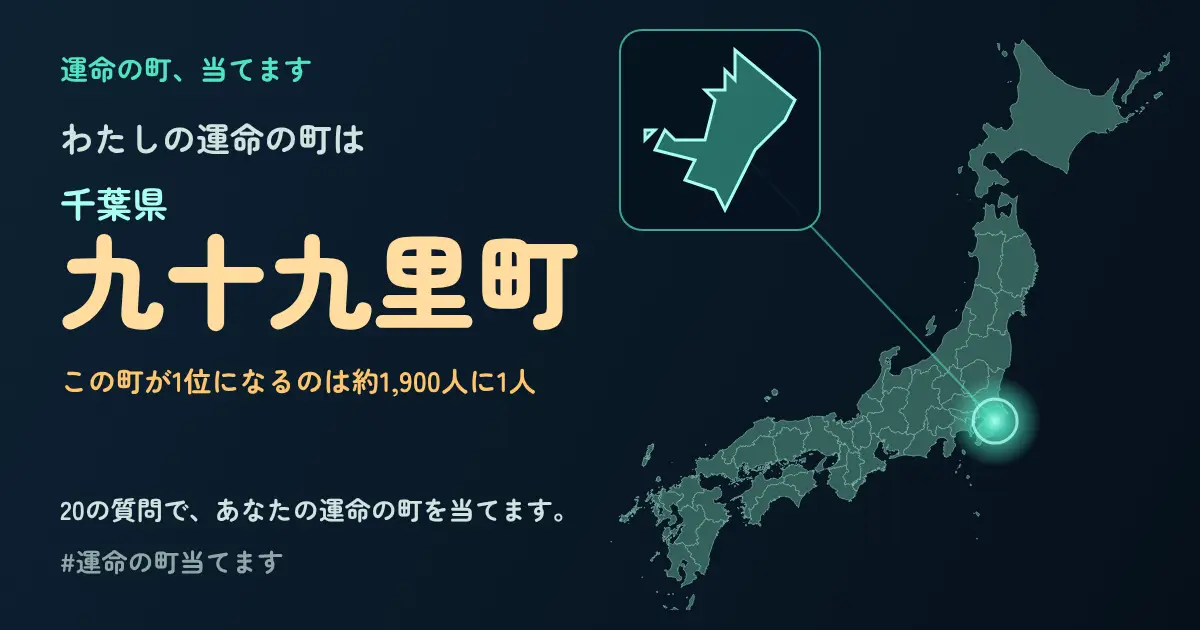 運命の町、当てます
わたしの運命の町は
千葉県
九十九里町
この町が1位になるのは約1,900人に1人
20の質問で、あなたの運命の町を当てます。
#運命の町当てます